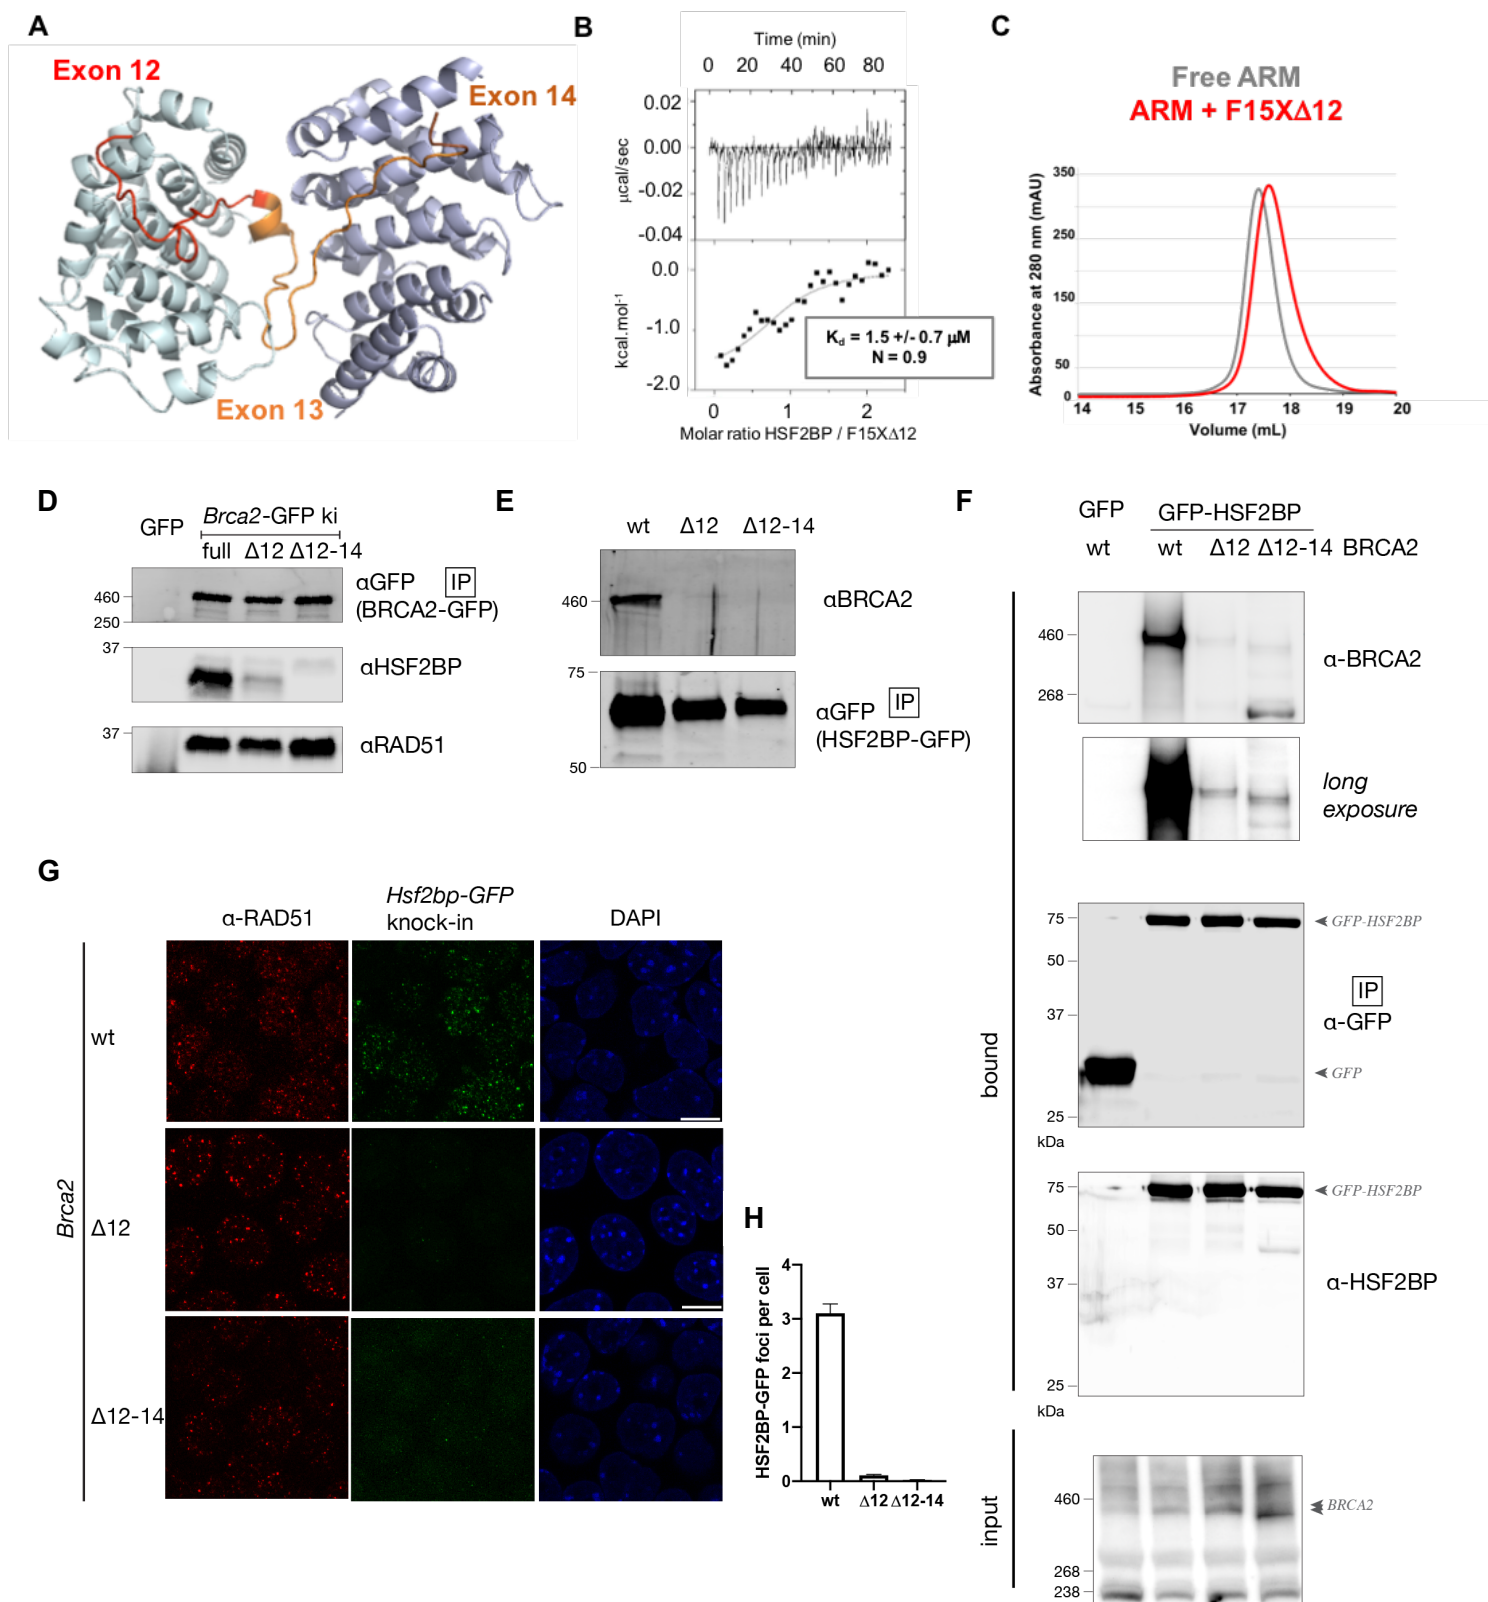 A
Exon 12
Exon 14
Exon 13
B
Time (min)
0 20 40 60 80
0.02
0.00
-0.02
-0.04
μcal/sec
0.0
-1.0
-2.0
kcal.mol-1
Kd = 1.5 +/- 0.7 μM
N = 0.9
0 1 2
Molar ratio HSF2BP / F15XΔ12
C
Free ARM
ARM + F15XΔ12
Absorbance at 280 nm (mAU)
350
250
150
50
0
14 15 16 17 18 19 20
Volume (mL)
D
GFP
Brca2-GFP ki
full Δ12 Δ12-14
460
250
αGFP IP
(BRCA2-GFP)
37
αHSF2BP
37
αRAD51
E
wt Δ12 Δ12-14
460
αBRCA2
75
50
αGFP IP
(HSF2BP-GFP)
F
GFP GFP-HSF2BP
wt wt Δ12 Δ12-14 BRCA2
460
268
α-BRCA2
long
exposure
bound
75
50
37
25
kDa
GFP-HSF2BP
IP
α-GFP
GFP
75
50
37
25
kDa
GFP-HSF2BP
α-HSF2BP
input
460
268
238
BRCA2
G
α-RAD51
Hsf2bp-GFP
knock-in
DAPI
Brca2
wt
Δ12
Δ12-14
H
HSF2BP-GFP foci per cell
4
3
2
1
0
wt Δ12 Δ12-14